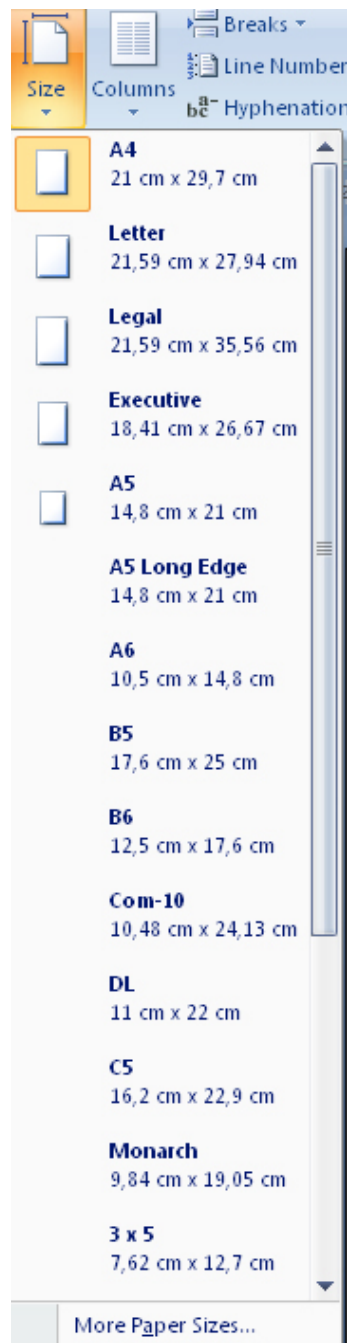 Breaks
Line Number
Size
Columns
Hyphenation
A4
21 cm x 29,7 cm
Letter
21,59 cm x 27,94 cm
Legal
21,59 cm x 35,56 cm
Executive
18,41 cm x 26,67 cm
A5
14,8 cm x 21 cm
A5 Long Edge
14,8 cm x 21 cm
A6
10,5 cm x 14,8 cm
B5
17,6 cm x 25 cm
B6
12,5 cm x 17,6 cm
Com-10
10,48 cm x 24,13 cm
DL
11 cm x 22 cm
C5
16,2 cm x 22,9 cm
Monarch
9,84 cm x 19,05 cm
3 x 5
7,62 cm x 12,7 cm
More Paper Sizes...